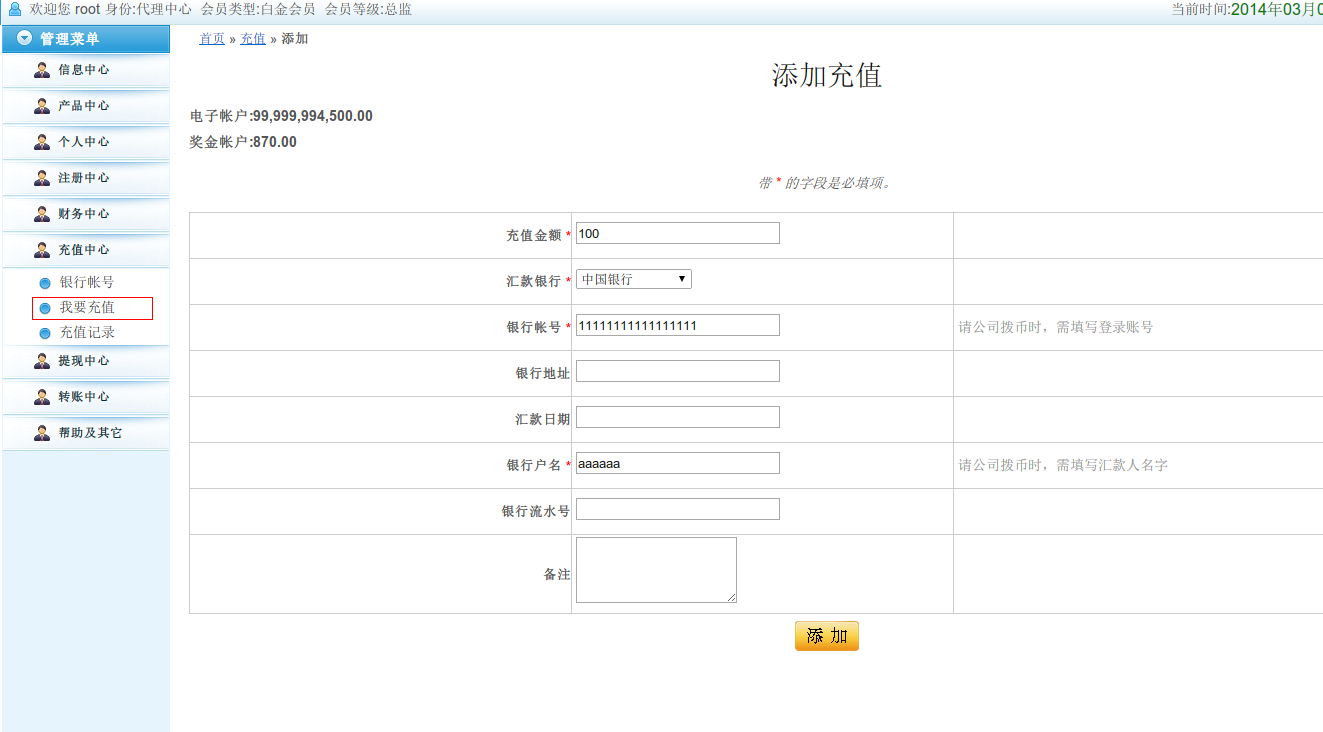 欢迎您 root 身份:代理中心 会员类型:白金会员 会员等级:总监
当前时间:2014年03月0
管理菜单
信息中心
产品中心
个人中心
注册中心
财务中心
充值中心
银行帐号
我要充值
充值记录
提现中心
转账中心
帮助及其它
首页 » 充值 » 添加
添加充值
电子帐户:99,999,994,500.00
奖金帐户:870.00
带 * 的字段是必填项。
充值金额 * 100
汇款银行 * 中国银行 ▼
银行帐号 * 11111111111111111 请公司拨币时，需填写登录账号
银行地址
汇款日期
银行户名 * aaaaaa 请公司拨币时，需填写汇款人名字
银行流水号
备注
添 加